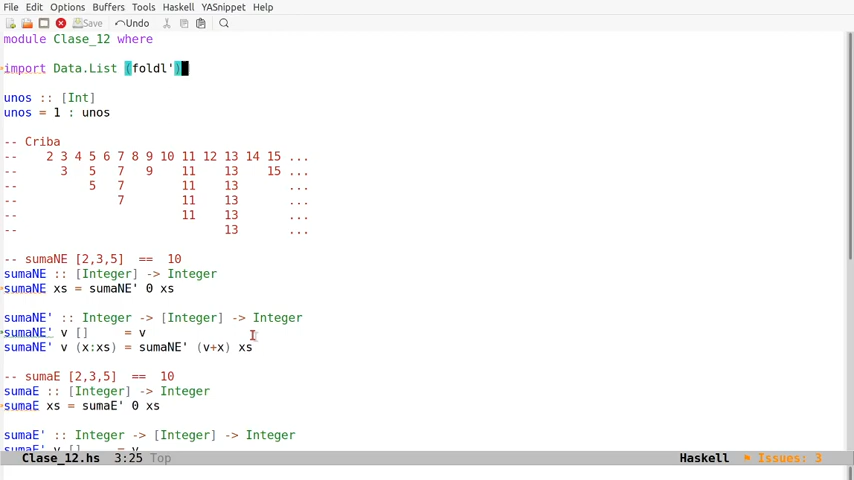 File Edit Options Buffers Tools Haskell YASnippet Help
Save Undo
module Clase_12 where
import Data.List (foldl')
unos :: [Int]
unos = 1 : unos
-- Criba
--    2 3 4 5 6 7 8 9 10 11 12 13 14 15 ...
--      3   5   7   9    11    13    15 ...
--          5   7        11    13       ...
--              7        11    13       ...
--                       11    13       ...
--                             13       ...
-- sumaNE [2,3,5]  ==  10
sumaNE :: [Integer] -> Integer
sumaNE xs = sumaNE' 0 xs
sumaNE' :: Integer -> [Integer] -> Integer
sumaNE' v []     = v
sumaNE' v (x:xs) = sumaNE' (v+x) xs
-- sumaE [2,3,5]  ==  10
sumaE :: [Integer] -> Integer
sumaE xs = sumaE' 0 xs
sumaE' :: Integer -> [Integer] -> Integer
sumaE' v []     = v
Clase_12.hs  3:25 Top Haskell Issues: 3